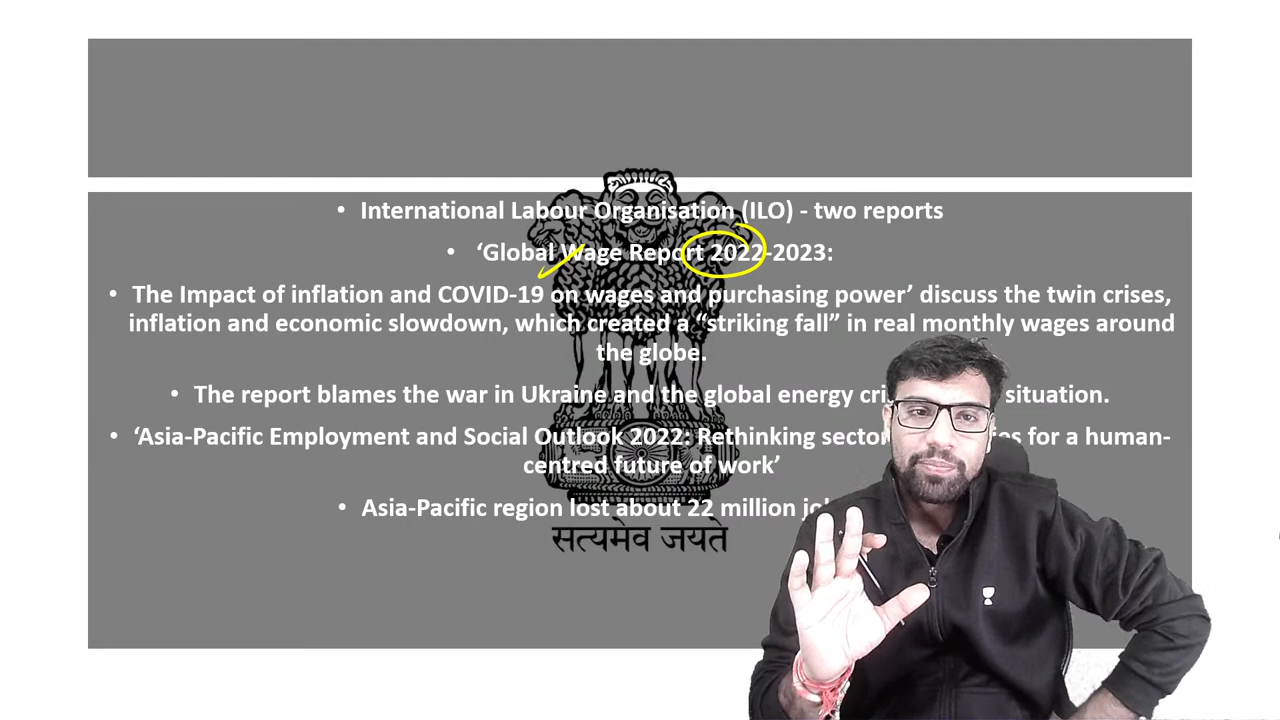 • International Labour Organisation (ILO) - two reports
• ‘Global Wage Report 2022-2023:
• The Impact of inflation and COVID-19 on wages and purchasing power’ discuss the twin crises,
inflation and economic slowdown, which created a “striking fall” in real monthly wages around
the globe.
• The report blames the war in Ukraine and the global energy situation.
• ‘Asia-Pacific Employment and Social Outlook 2022: Rethinking for a human-
centred future of work’
• Asia-Pacific region lost about 22 million
सत्यमेव जयते